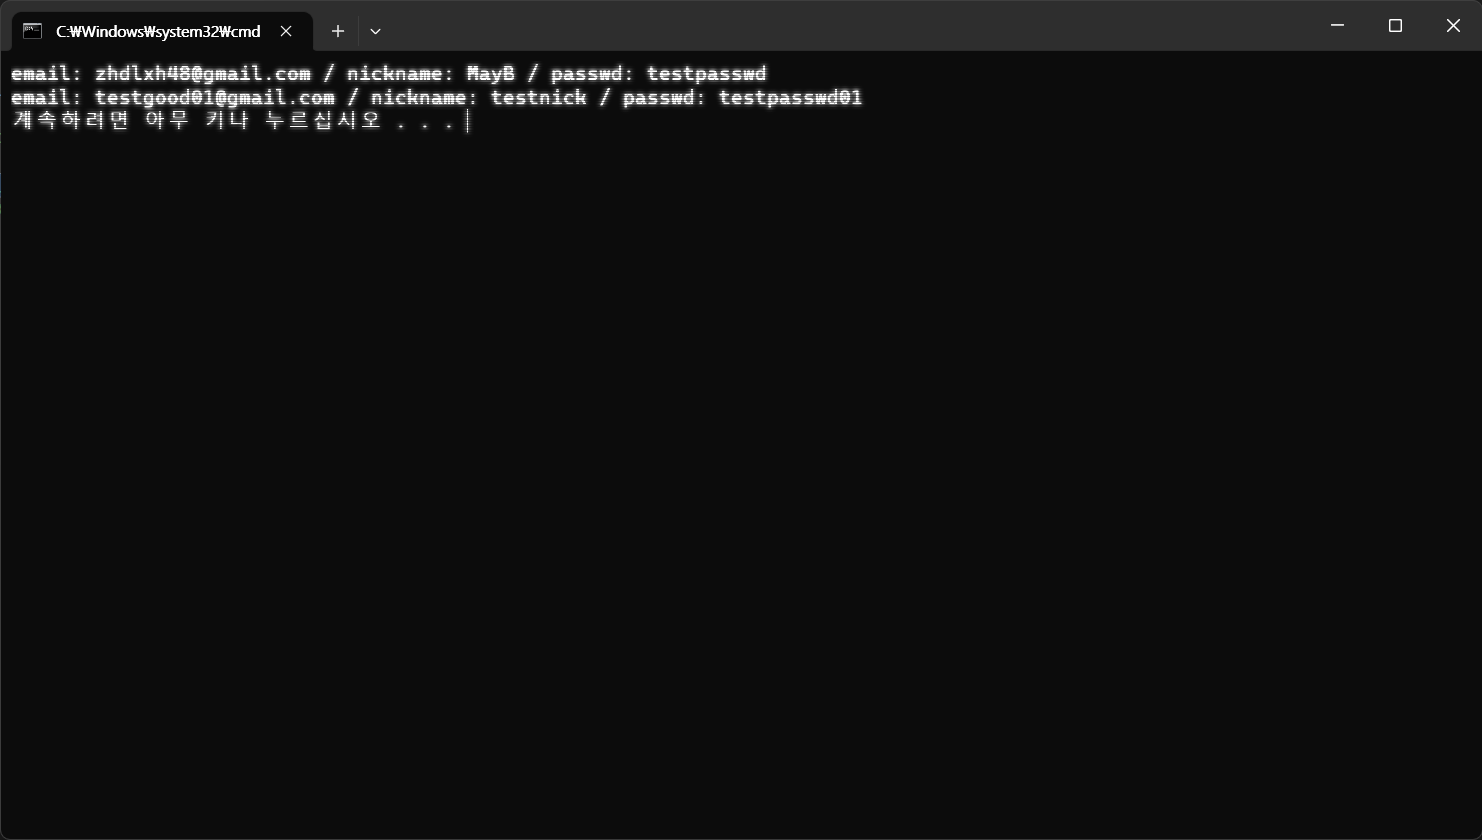 C:₩Windows₩system32₩cmd
email: zhdlxh48@gmail.com / nickname: MayB / passwd: testpasswd
email: testgood01@gmail.com / nickname: testnick / passwd: testpasswd01
계속하려면 아무 키나 누르십시오 . . .